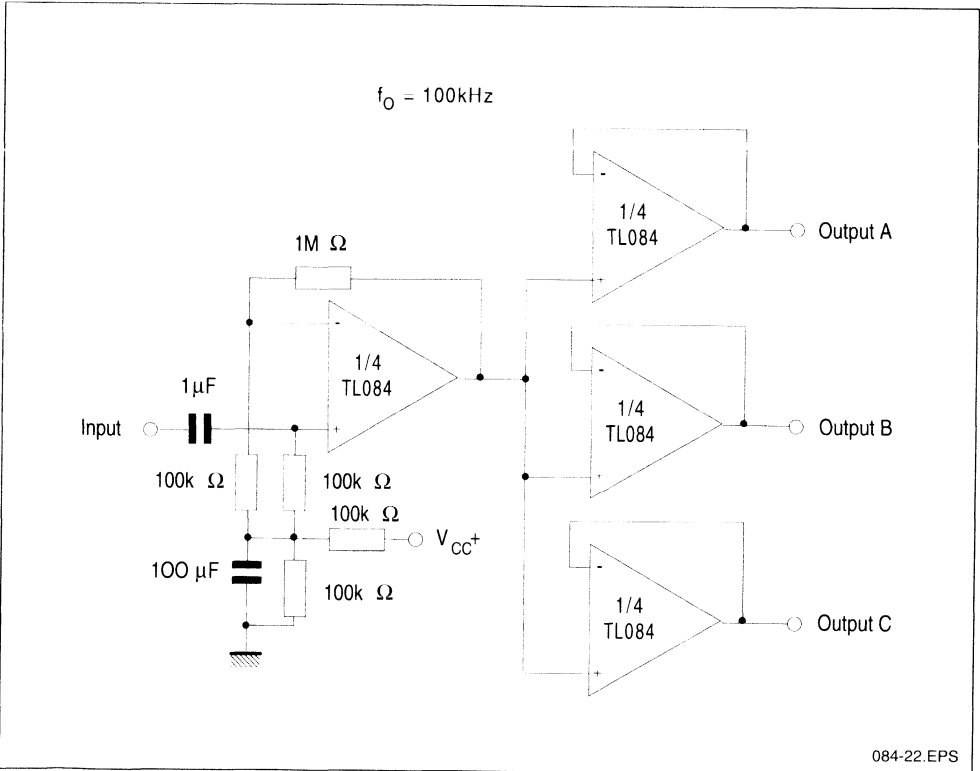 f_O = 100kHz
-
1/4
TL084
+
Output A
1M Ω
-
1/4
TL084
+
1µF
Input
-
1/4
TL084
+
Output B
100k Ω
100k Ω
100k Ω
V_CC+
100 µF
100k Ω
-
1/4
TL084
+
Output C
084-22.EPS